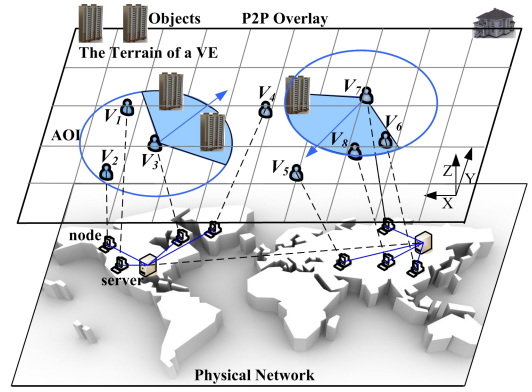 Objects
P2P Overlay
The Terrain of a VE
V1
V4
V7
V6
AOI
V3
V8
V2
V5
Z
Y
X
node
server
Physical Network